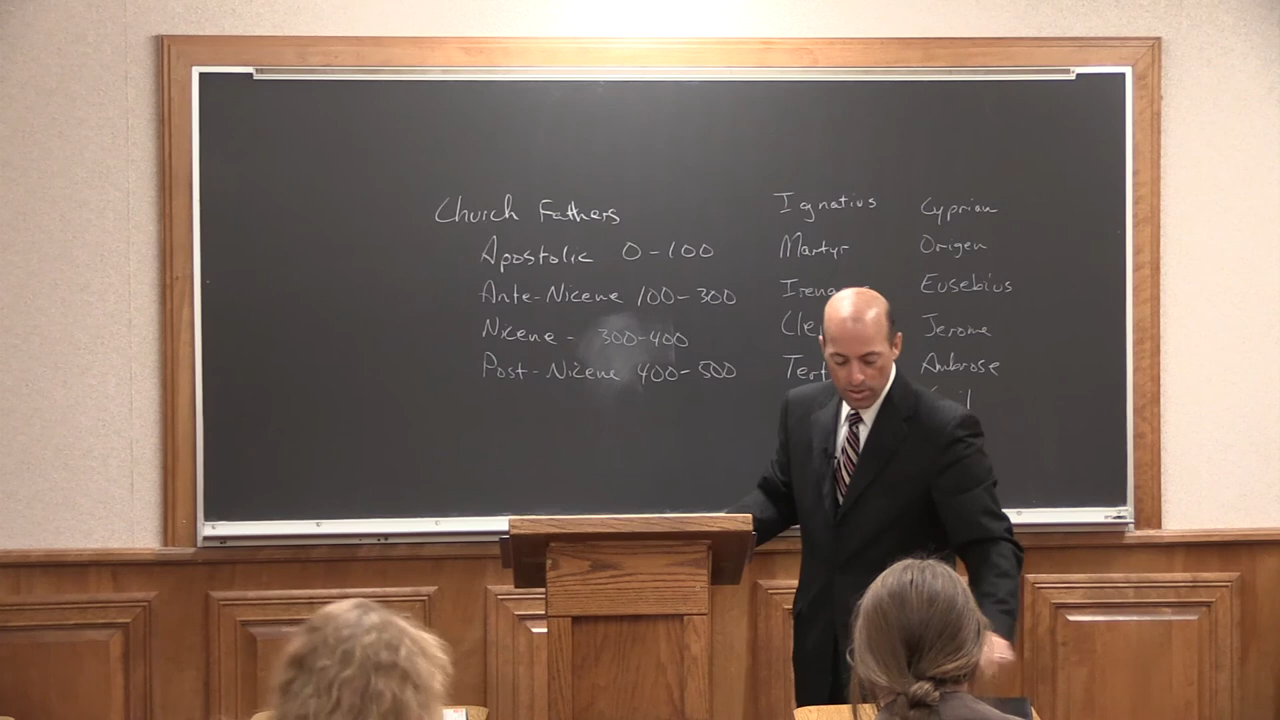 Church Fathers
Apostolic 0-100
Ante-Nicene 100-300
Nicene - 300-400
Post-Nicene 400-500
Ignatius
Martyr
Cyprian
Origen
Eusebius
Jerome
Ambrose